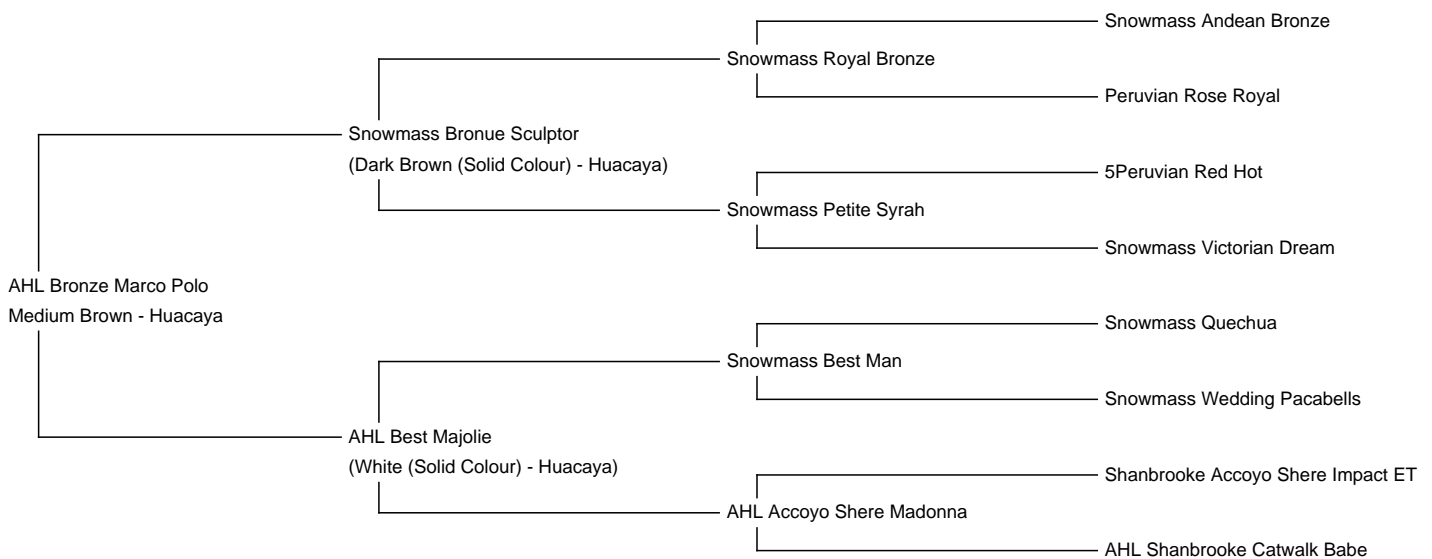 Snowmass Andean Bronze
Snowmass Royal Bronze
Peruvian Rose Royal
Snowmass Bronue Sculptor
(Dark Brown (Solid Colour) - Huacaya)
5Peruvian Red Hot
Snowmass Petite Syrah
Snowmass Victorian Dream
AHL Bronze Marco Polo
Medium Brown - Huacaya
Snowmass Quechua
Snowmass Best Man
Snowmass Wedding Pacabells
AHL Best Majolie
(White (Solid Colour) - Huacaya)
Shanbrooke Accoyo Shere Impact ET
AHL Accoyo Shere Madonna
AHL Shanbrooke Catwalk Babe